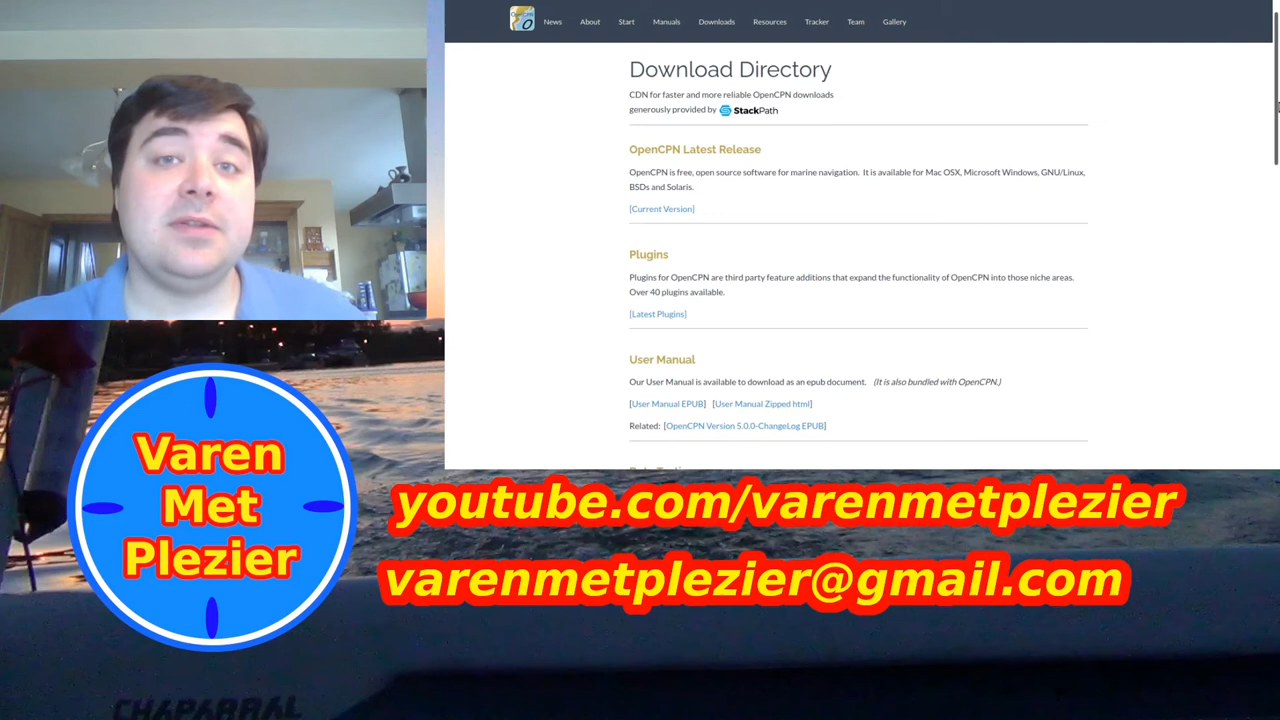 News About Start Manuals Downloads Resources Tracker Team Gallery
Download Directory
CDN for faster and more reliable OpenCPN downloads
generously provided by StackPath
OpenCPN Latest Release
OpenCPN is free, open source software for marine navigation. It is available for Mac OSX, Microsoft Windows, GNU/Linux,
BSDs and Solaris.
[Current Version]
Plugins
Plugins for OpenCPN are third party feature additions that expand the functionality of OpenCPN into those niche areas.
Over 40 plugins available.
[Latest Plugins]
User Manual
Our User Manual is available to download as an epub document. (It is also bundled with OpenCPN.)
[User Manual EPUB] [User Manual Zipped html]
Related: [OpenCPN Version 5.0.0-ChangeLog EPUB]
Varen
Met
Plezier
youtube.com/varenmetplezier
varenmetplezier@gmail.com
CHAPARRAL